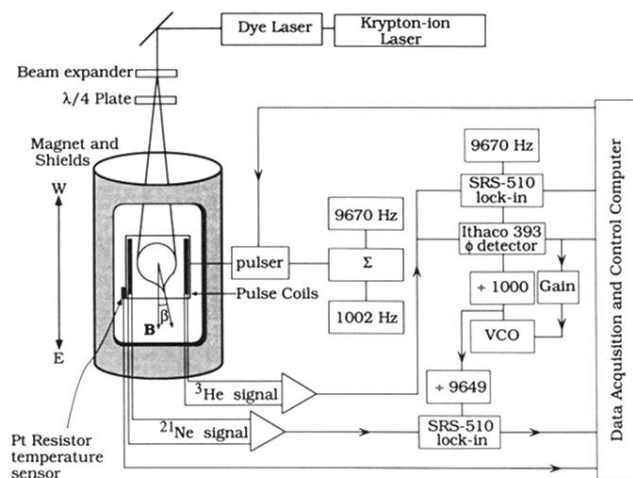 Dye Laser
Krypton-ion
Laser
Beam expander
λ/4 Plate
Magnet and
Shields
W
E
B
β
Pt Resistor
temperature
sensor
pulser
Pulse Coils
9670 Hz
Σ
1002 Hz
³He signal
²¹Ne signal
9670 Hz
SRS-510
lock-in
Ithaco 393
ϕ detector
÷ 1000
Gain
VCO
÷ 9649
SRS-510
lock-in
Data Acquisition and Control Computer